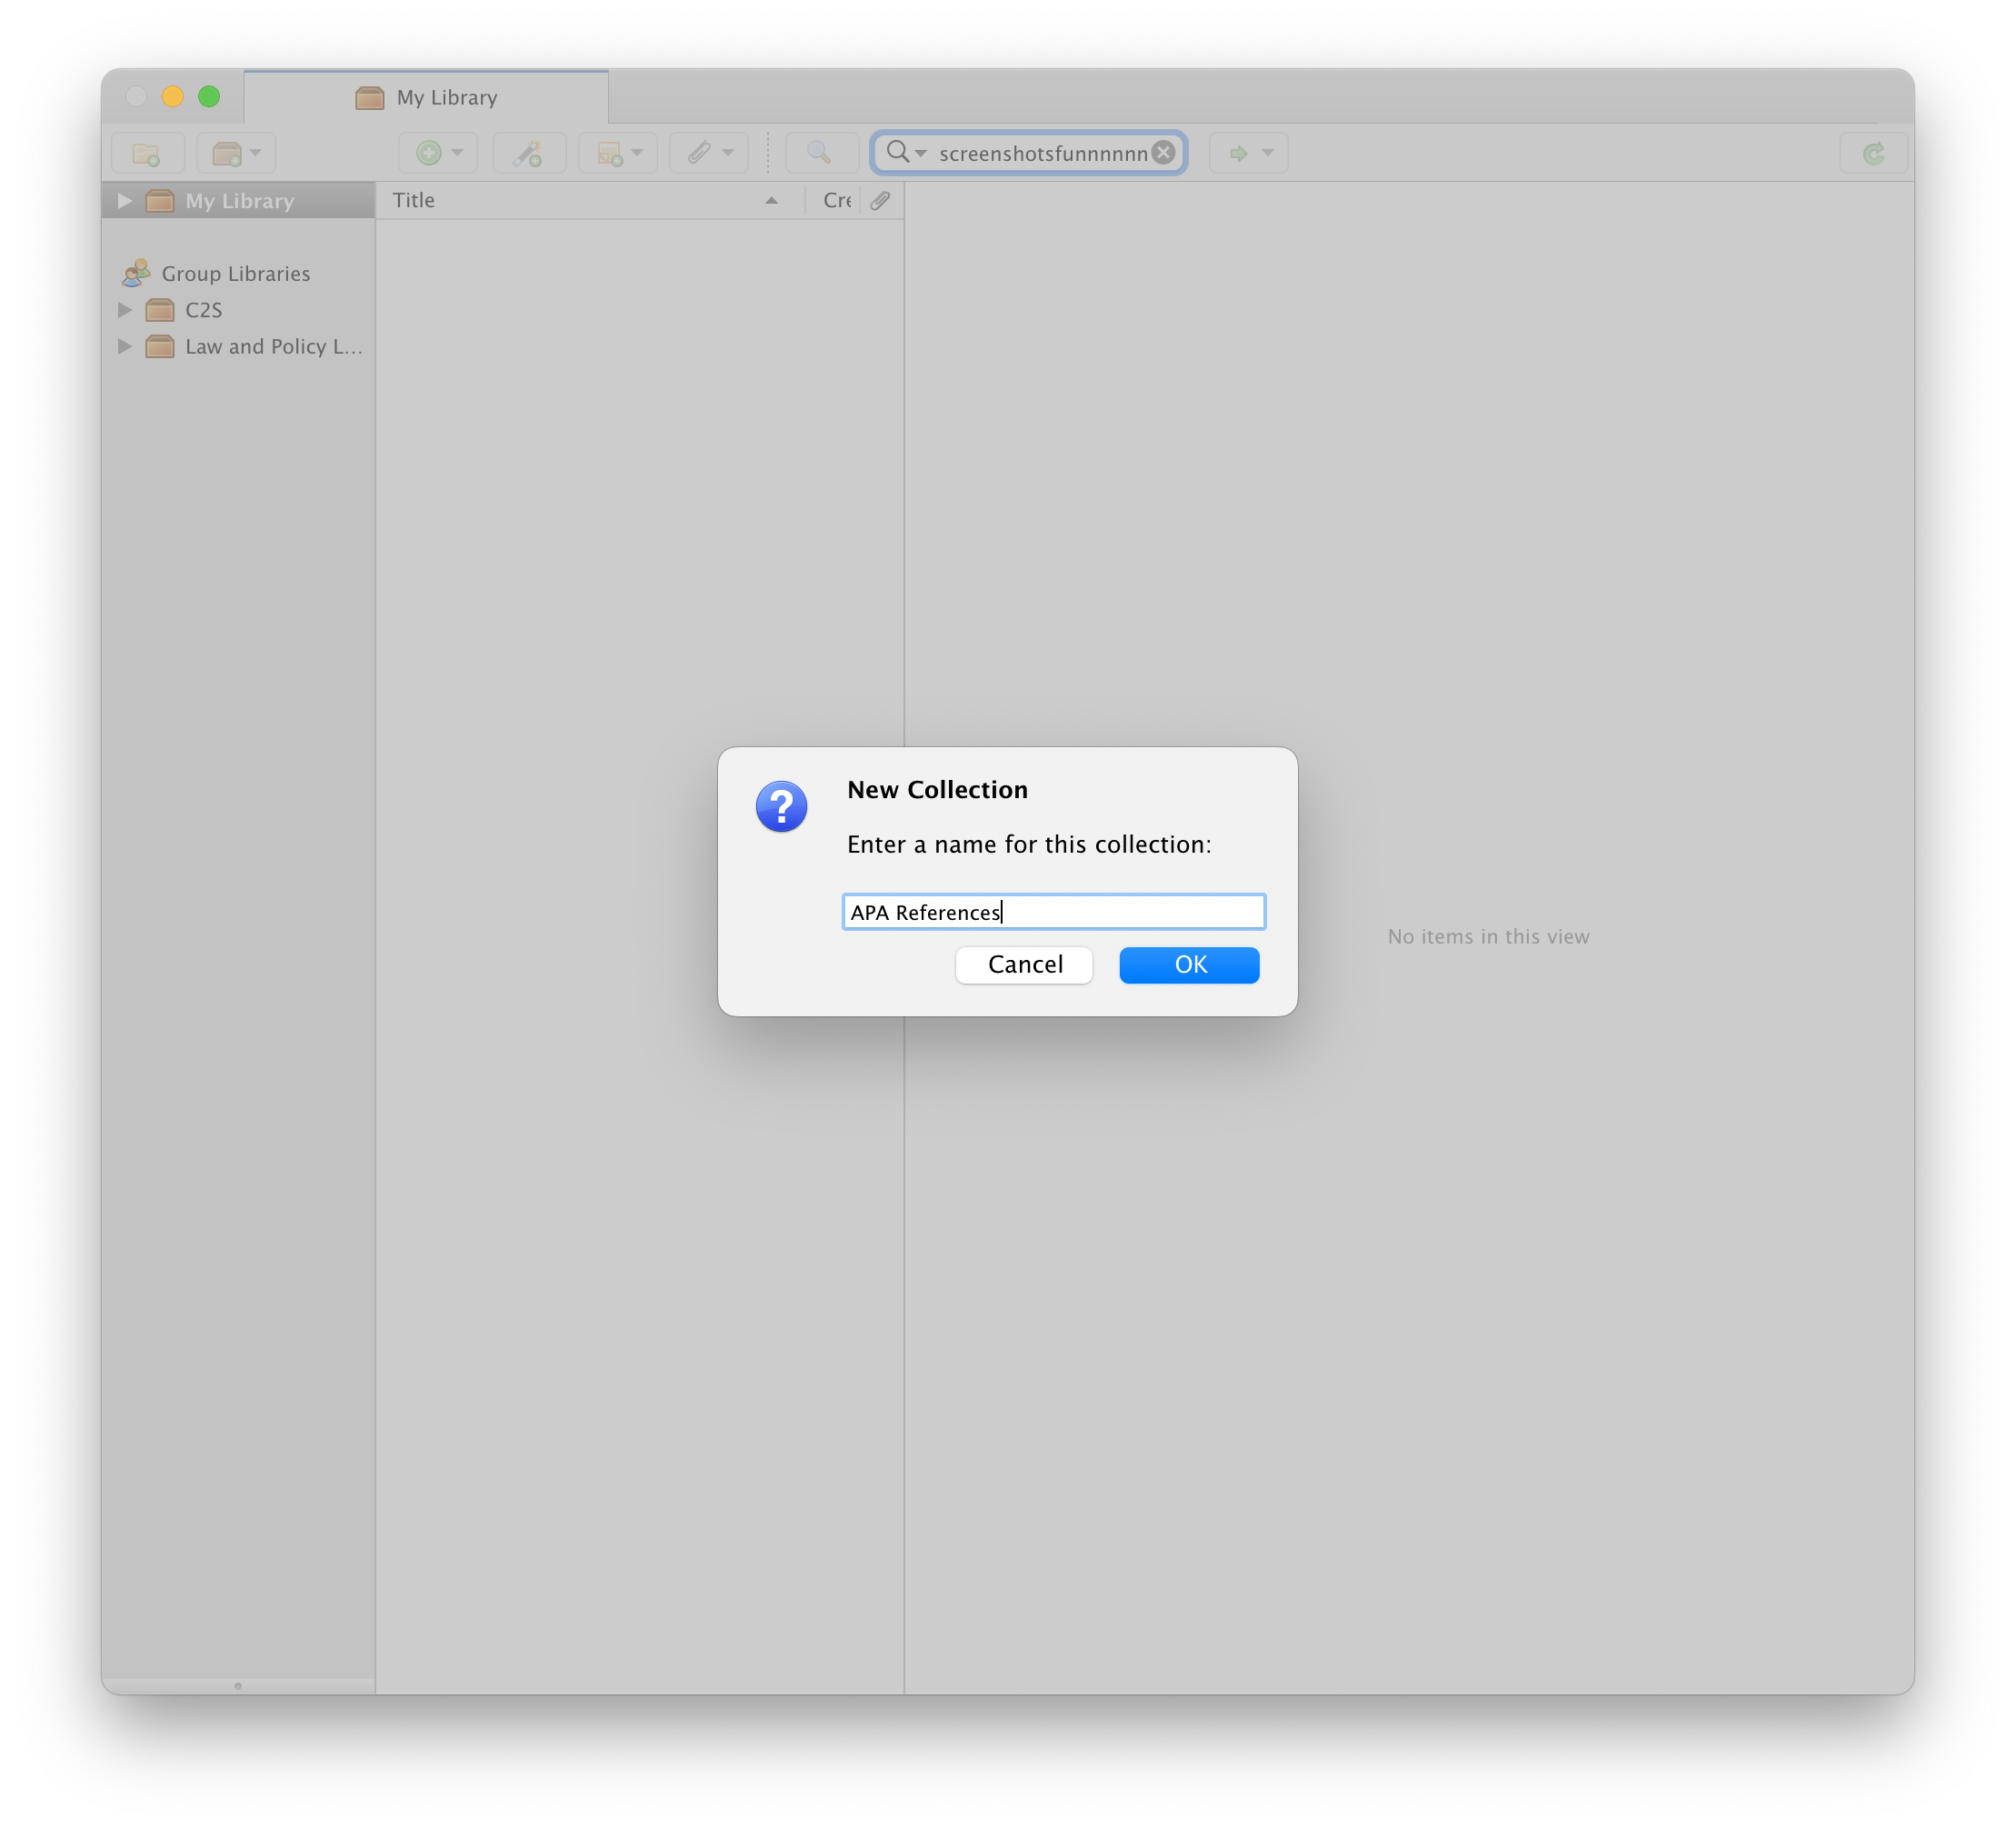 My Library
screenshotsfunnnnnn
My Library
Title
Cre
Group Libraries
C2S
Law and Policy L...
New Collection
Enter a name for this collection:
APA References
Cancel
OK
No items in this view